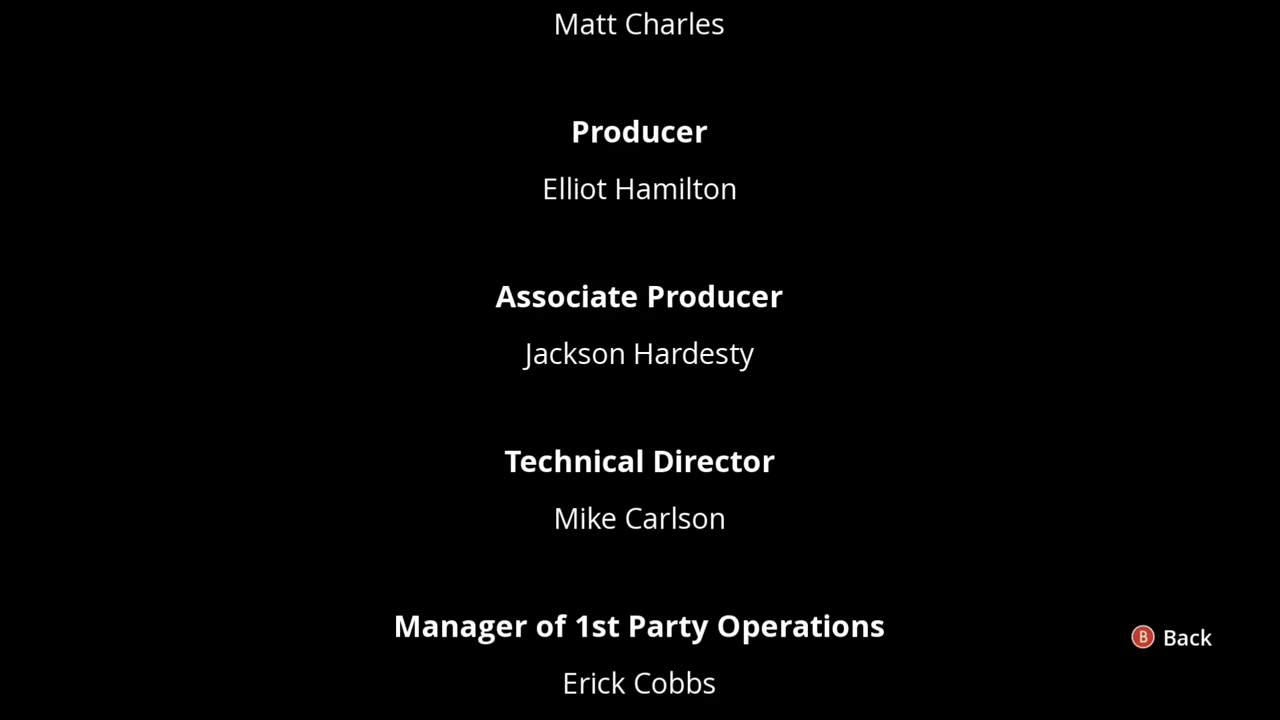 Matt Charles
Producer
Elliot Hamilton
Associate Producer
Jackson Hardesty
Technical Director
Mike Carlson
Manager of 1st Party Operations
B Back
Erick Cobbs